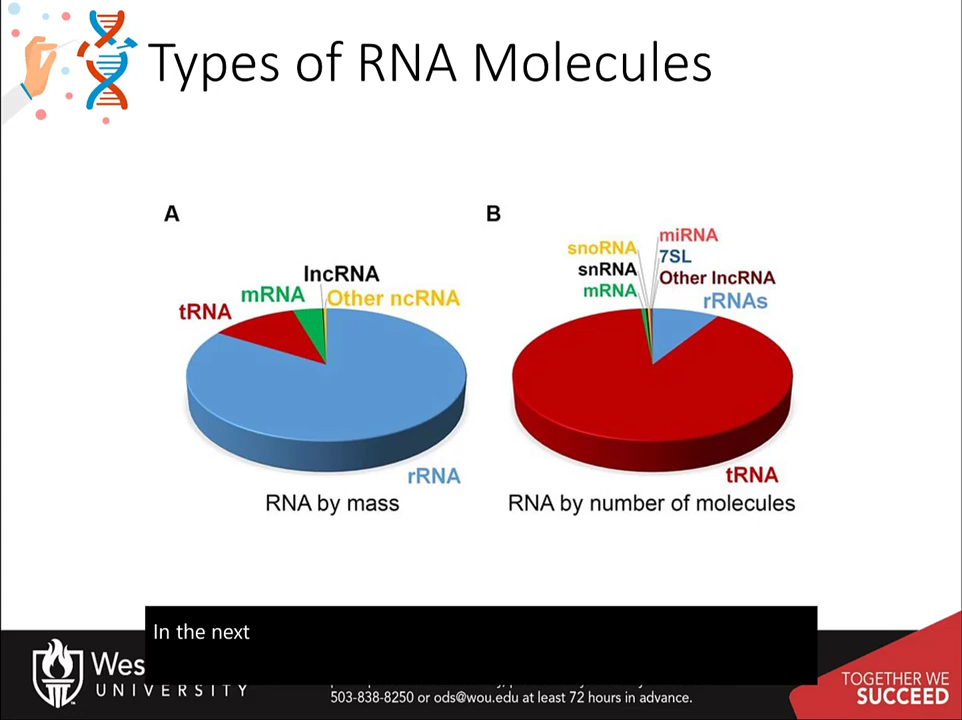 Types of RNA Molecules
A
B
lncRNA
mRNA
Other ncRNA
tRNA
rRNA
RNA by mass
miRNA
snoRNA
7SL
snRNA
Other lncRNA
mRNA
rRNAs
tRNA
RNA by number of molecules
In the next
Wes
UNIVERSITY
503-838-8250 or ods@wou.edu at least 72 hours in advance.
TOGETHER WE
SUCCEED